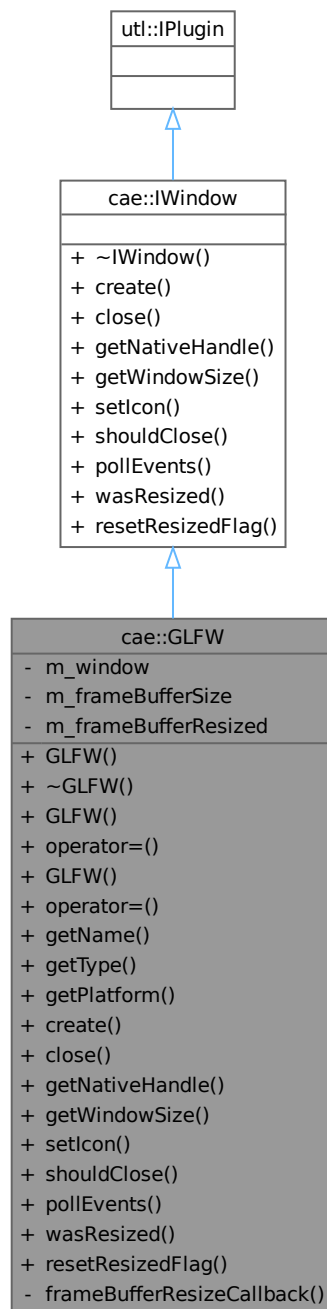 utl::IPlugin
cae::IWindow
+ ~IWindow()
+ create()
+ close()
+ getNativeHandle()
+ getWindowSize()
+ setIcon()
+ shouldClose()
+ pollEvents()
+ wasResized()
+ resetResizedFlag()
cae::GLFW
- m_window
- m_frameBufferSize
- m_frameBufferResized
+ GLFW()
+ ~GLFW()
+ GLFW()
+ operator=()
+ GLFW()
+ operator=()
+ getName()
+ getType()
+ getPlatform()
+ create()
+ close()
+ getNativeHandle()
+ getWindowSize()
+ setIcon()
+ shouldClose()
+ pollEvents()
+ wasResized()
+ resetResizedFlag()
- frameBufferResizeCallback()